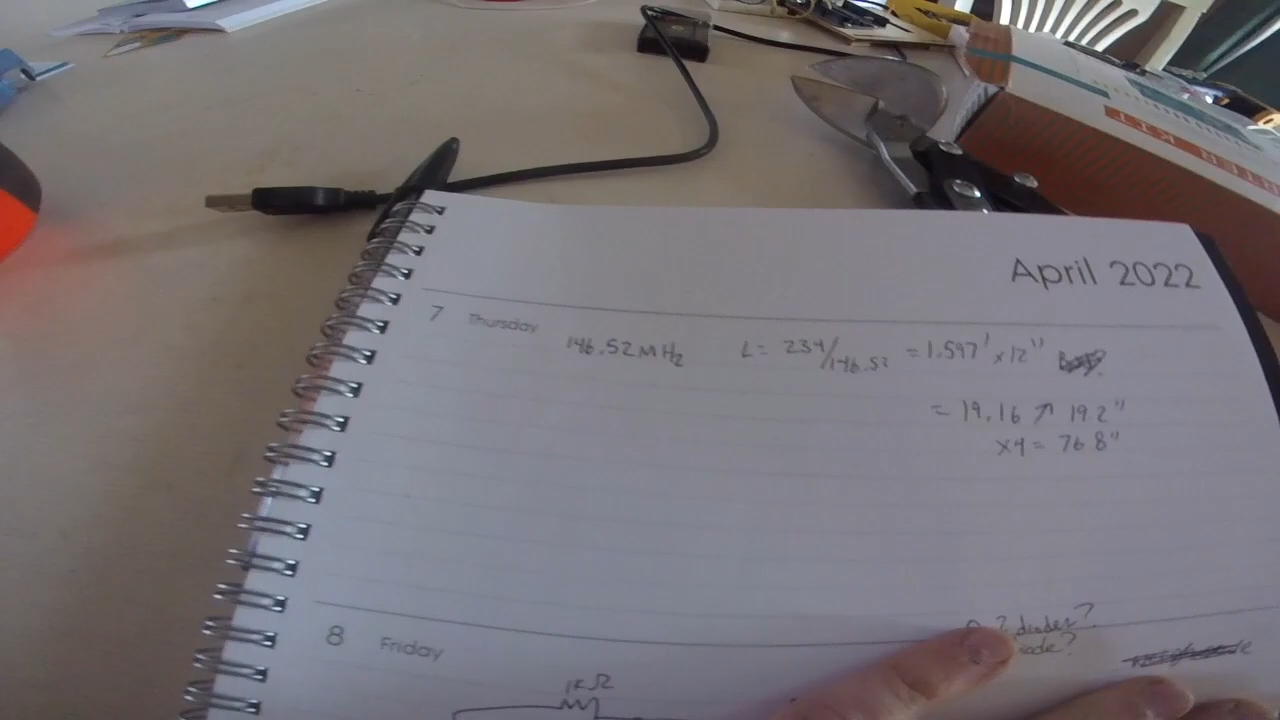 April 2022
7 Thursday
146.52 MHz L = 234/146.52 = 1.597' x 12"
= 19.16 ↗ 19.2"
x4 = 76.8"
? diodes?
8 Friday
1K Ω